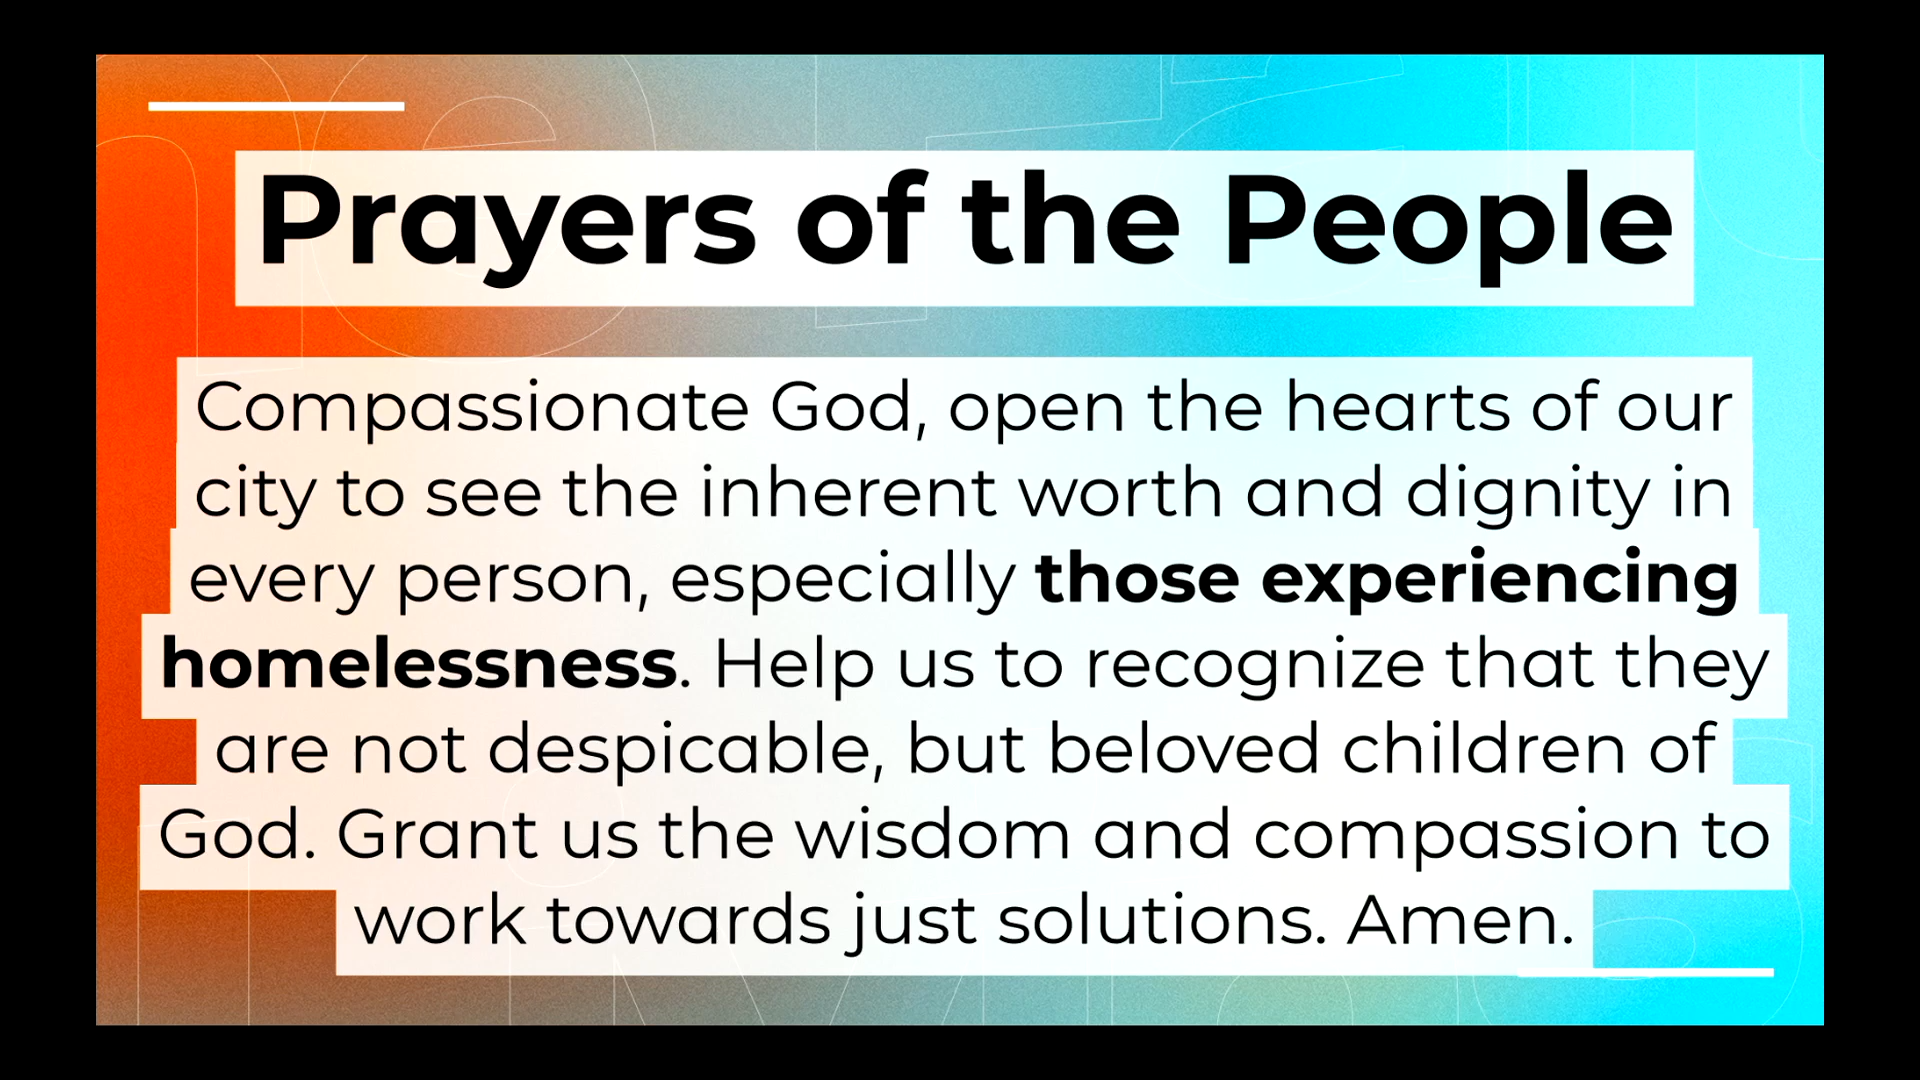 Prayers of the People
Compassionate God, open the hearts of our
city to see the inherent worth and dignity in
every person, especially those experiencing
homelessness. Help us to recognize that they
are not despicable, but beloved children of
God. Grant us the wisdom and compassion to
work towards just solutions. Amen.